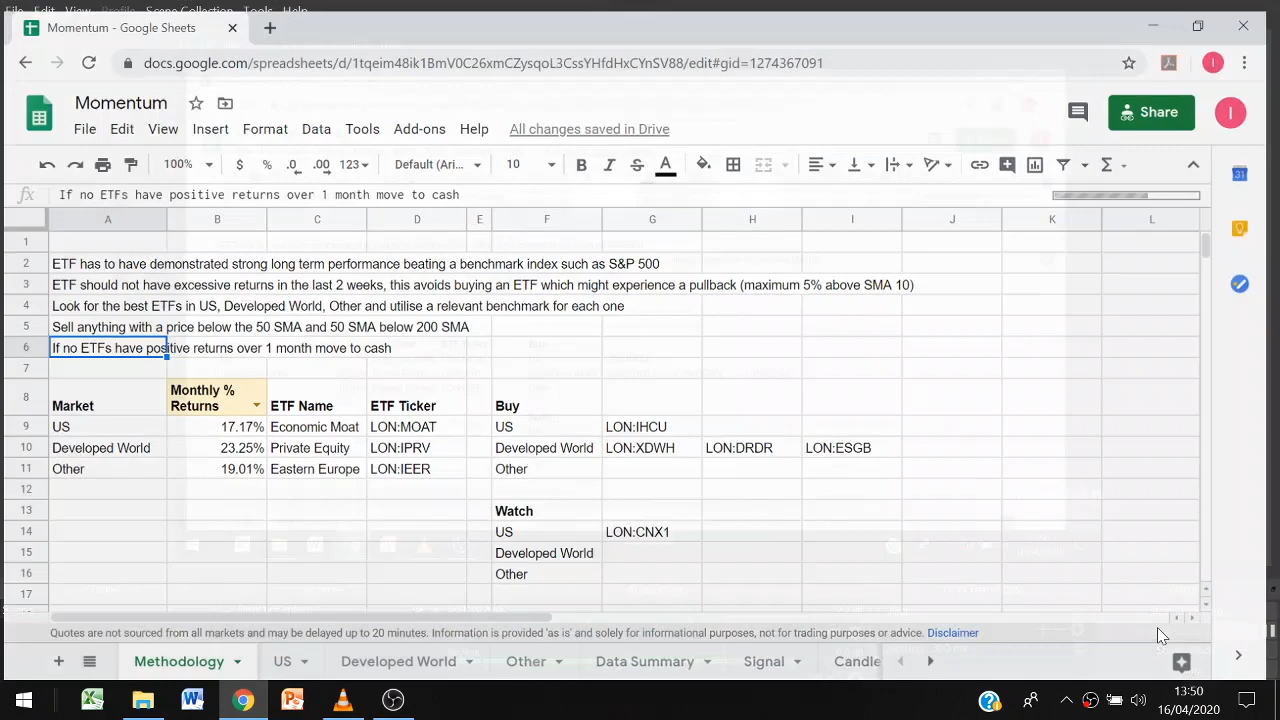 File Edit View Profile Scene Collection Tools Help
Momentum - Google Sheets
docs.google.com/spreadsheets/d/1tqeim48ik1BmV0C26xmCZysqoL3CssYHfdHxCYnSV88/edit#gid=1274367091
I
Momentum
Share
I
File Edit View Insert Format Data Tools Add-ons Help All changes saved in Drive
100% $ % .0 .00 123 Default (Ari... 10 B I S A
fx If no ETFs have positive returns over 1 month move to cash
A B C D E F G H I J K L
1
2 ETF has to have demonstrated strong long term performance beating a benchmark index such as S&P 500
3 ETF should not have excessive returns in the last 2 weeks, this avoids buying an ETF which might experience a pullback (maximum 5% above SMA 10)
4 Look for the best ETFs in US, Developed World, Other and utilise a relevant benchmark for each one
5 Sell anything with a price below the 50 SMA and 50 SMA below 200 SMA
6 If no ETFs have positive returns over 1 month move to cash
7
8 Market Monthly % Returns ETF Name ETF Ticker Buy
9 US 17.17% Economic Moat LON:MOAT US LON:IHCU
10 Developed World 23.25% Private Equity LON:IPRV Developed World LON:XDWH LON:DRDR LON:ESGB
11 Other 19.01% Eastern Europe LON:IEER Other
12
13 Watch
14 US LON:CNX1
15 Developed World
16 Other
17
Quotes are not sourced from all markets and may be delayed up to 20 minutes. Information is provided 'as is' and solely for informational purposes, not for trading purposes or advice. Disclaimer
Methodology US Developed World Other Data Summary Signal Candle
13:50
16/04/2020